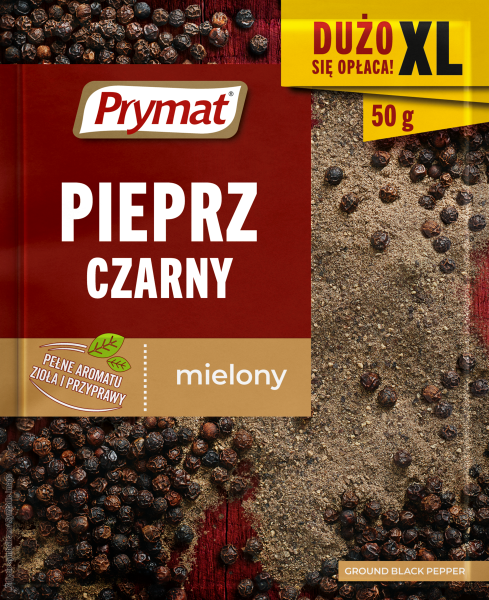 DUŻO XL
SIĘ OPŁACA!
50 g
Prymat®
PIEPRZ
CZARNY
PEŁNE AROMATU
ZIOŁA I PRZYPRAWY
mielony
GROUND BLACK PEPPER